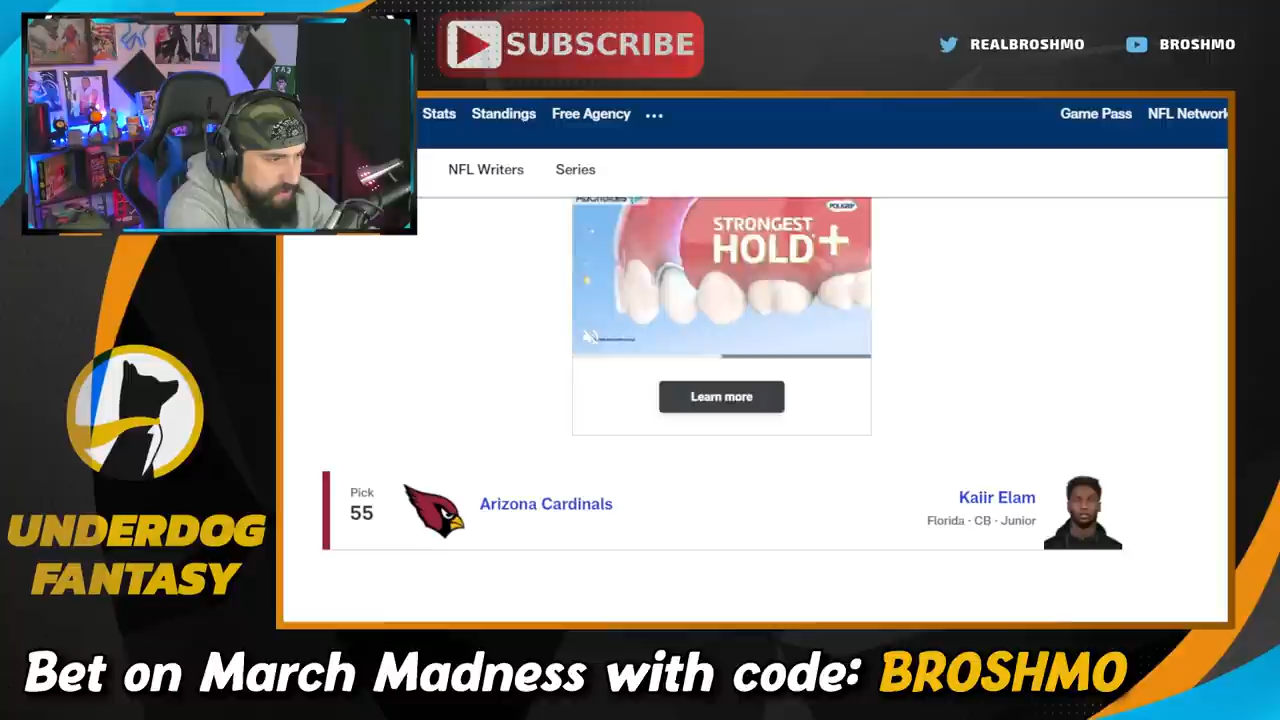 SUBSCRIBE
REALBROSHMO
BROSHMO
Stats Standings Free Agency ...
Game Pass NFL Network
NFL Writers Series
POLIGRIP
STRONGEST
HOLD+
Learn more
Pick
55
Arizona Cardinals
Kaiir Elam
Florida · CB · Junior
UNDERDOG
FANTASY
Bet on March Madness with code: BROSHMO